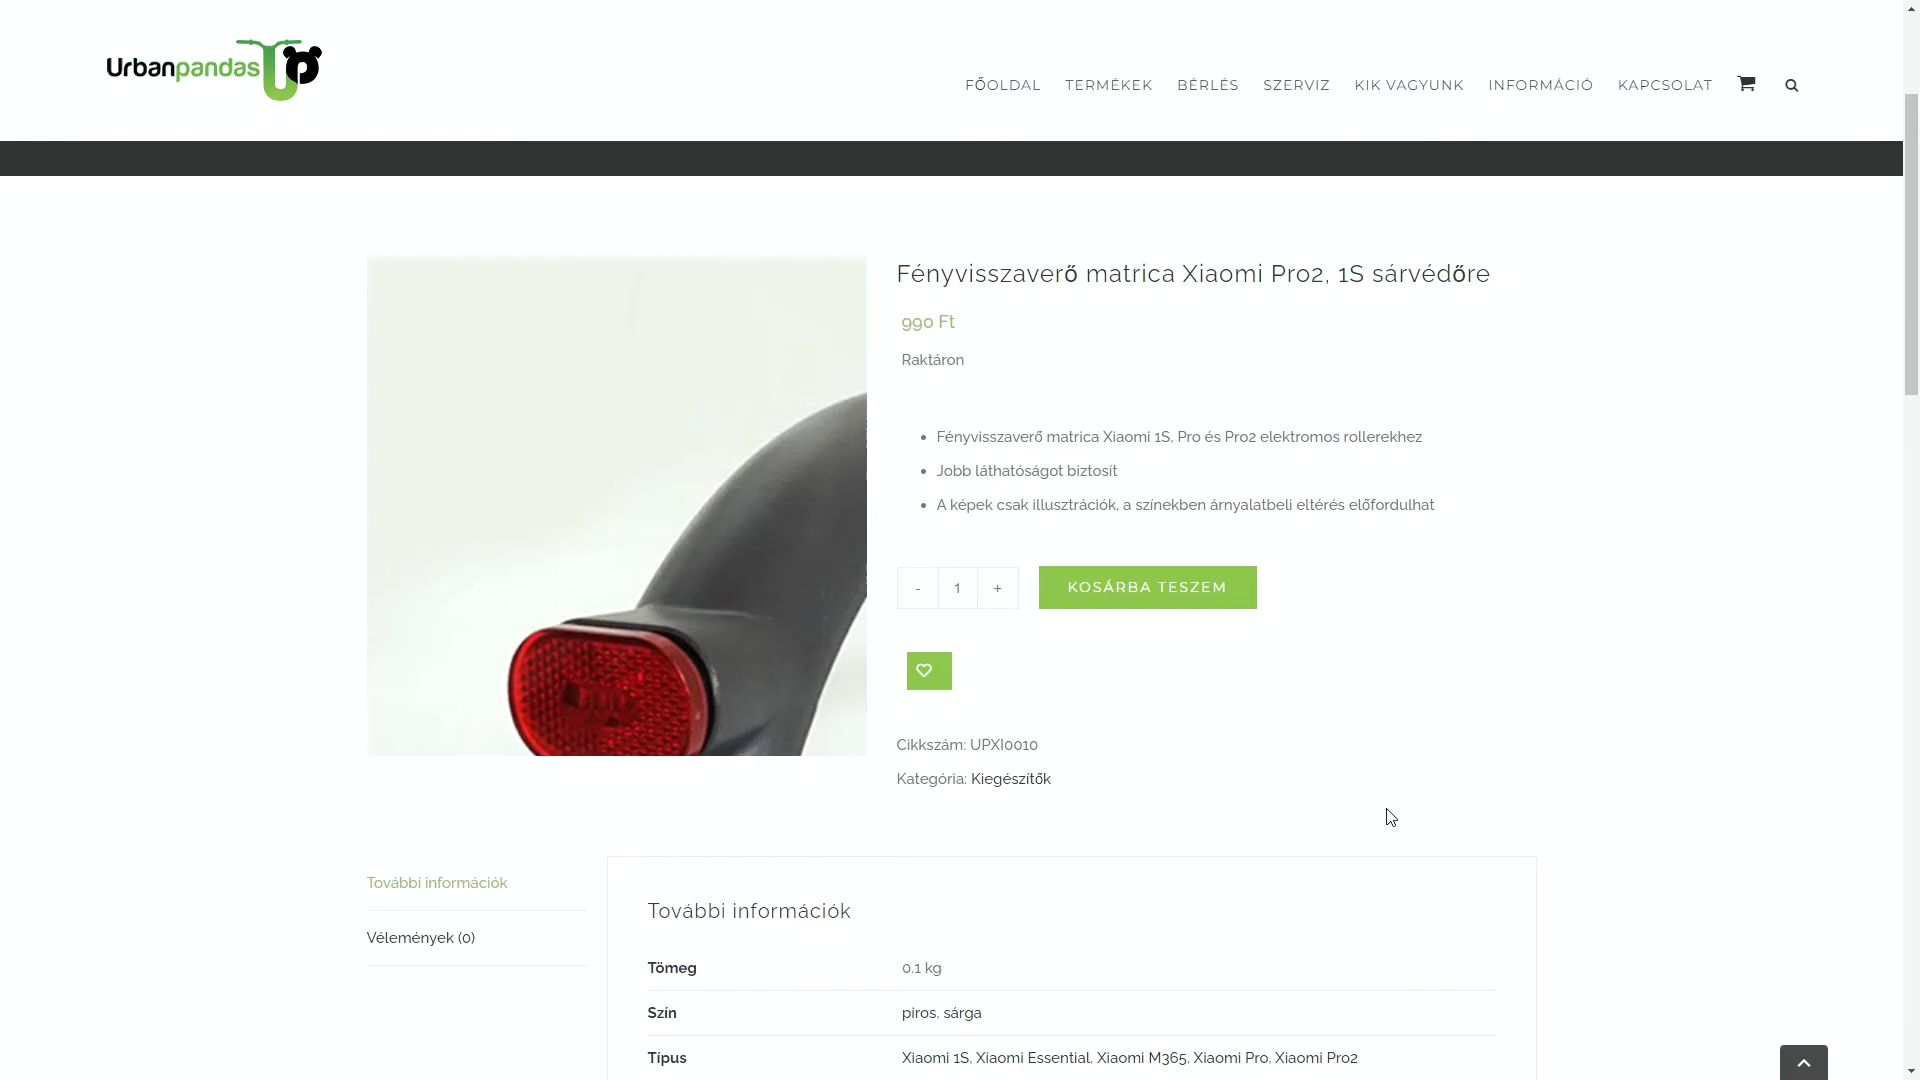 Urbanpandas
FŐOLDAL TERMÉKEK BÉRLÉS SZERVIZ KIK VAGYUNK INFORMÁCIÓ KAPCSOLAT
Fényvisszaverő matrica Xiaomi Pro2, 1S sárvédőre
990 Ft
Raktáron
Fényvisszaverő matrica Xiaomi 1S, Pro és Pro2 elektromos rollerekhez
Jobb láthatóságot biztosít
A képek csak illusztrációk, a színekben árnyalatbeli eltérés előfordulhat
- 1 + KOSÁRBA TESZEM
Cikkszám: UPXI0010
Kategória: Kiegészítők
További információk
Vélemények (0)
További információk
Tömeg 0.1 kg
Szín piros, sárga
Típus Xiaomi 1S, Xiaomi Essential, Xiaomi M365, Xiaomi Pro, Xiaomi Pro2